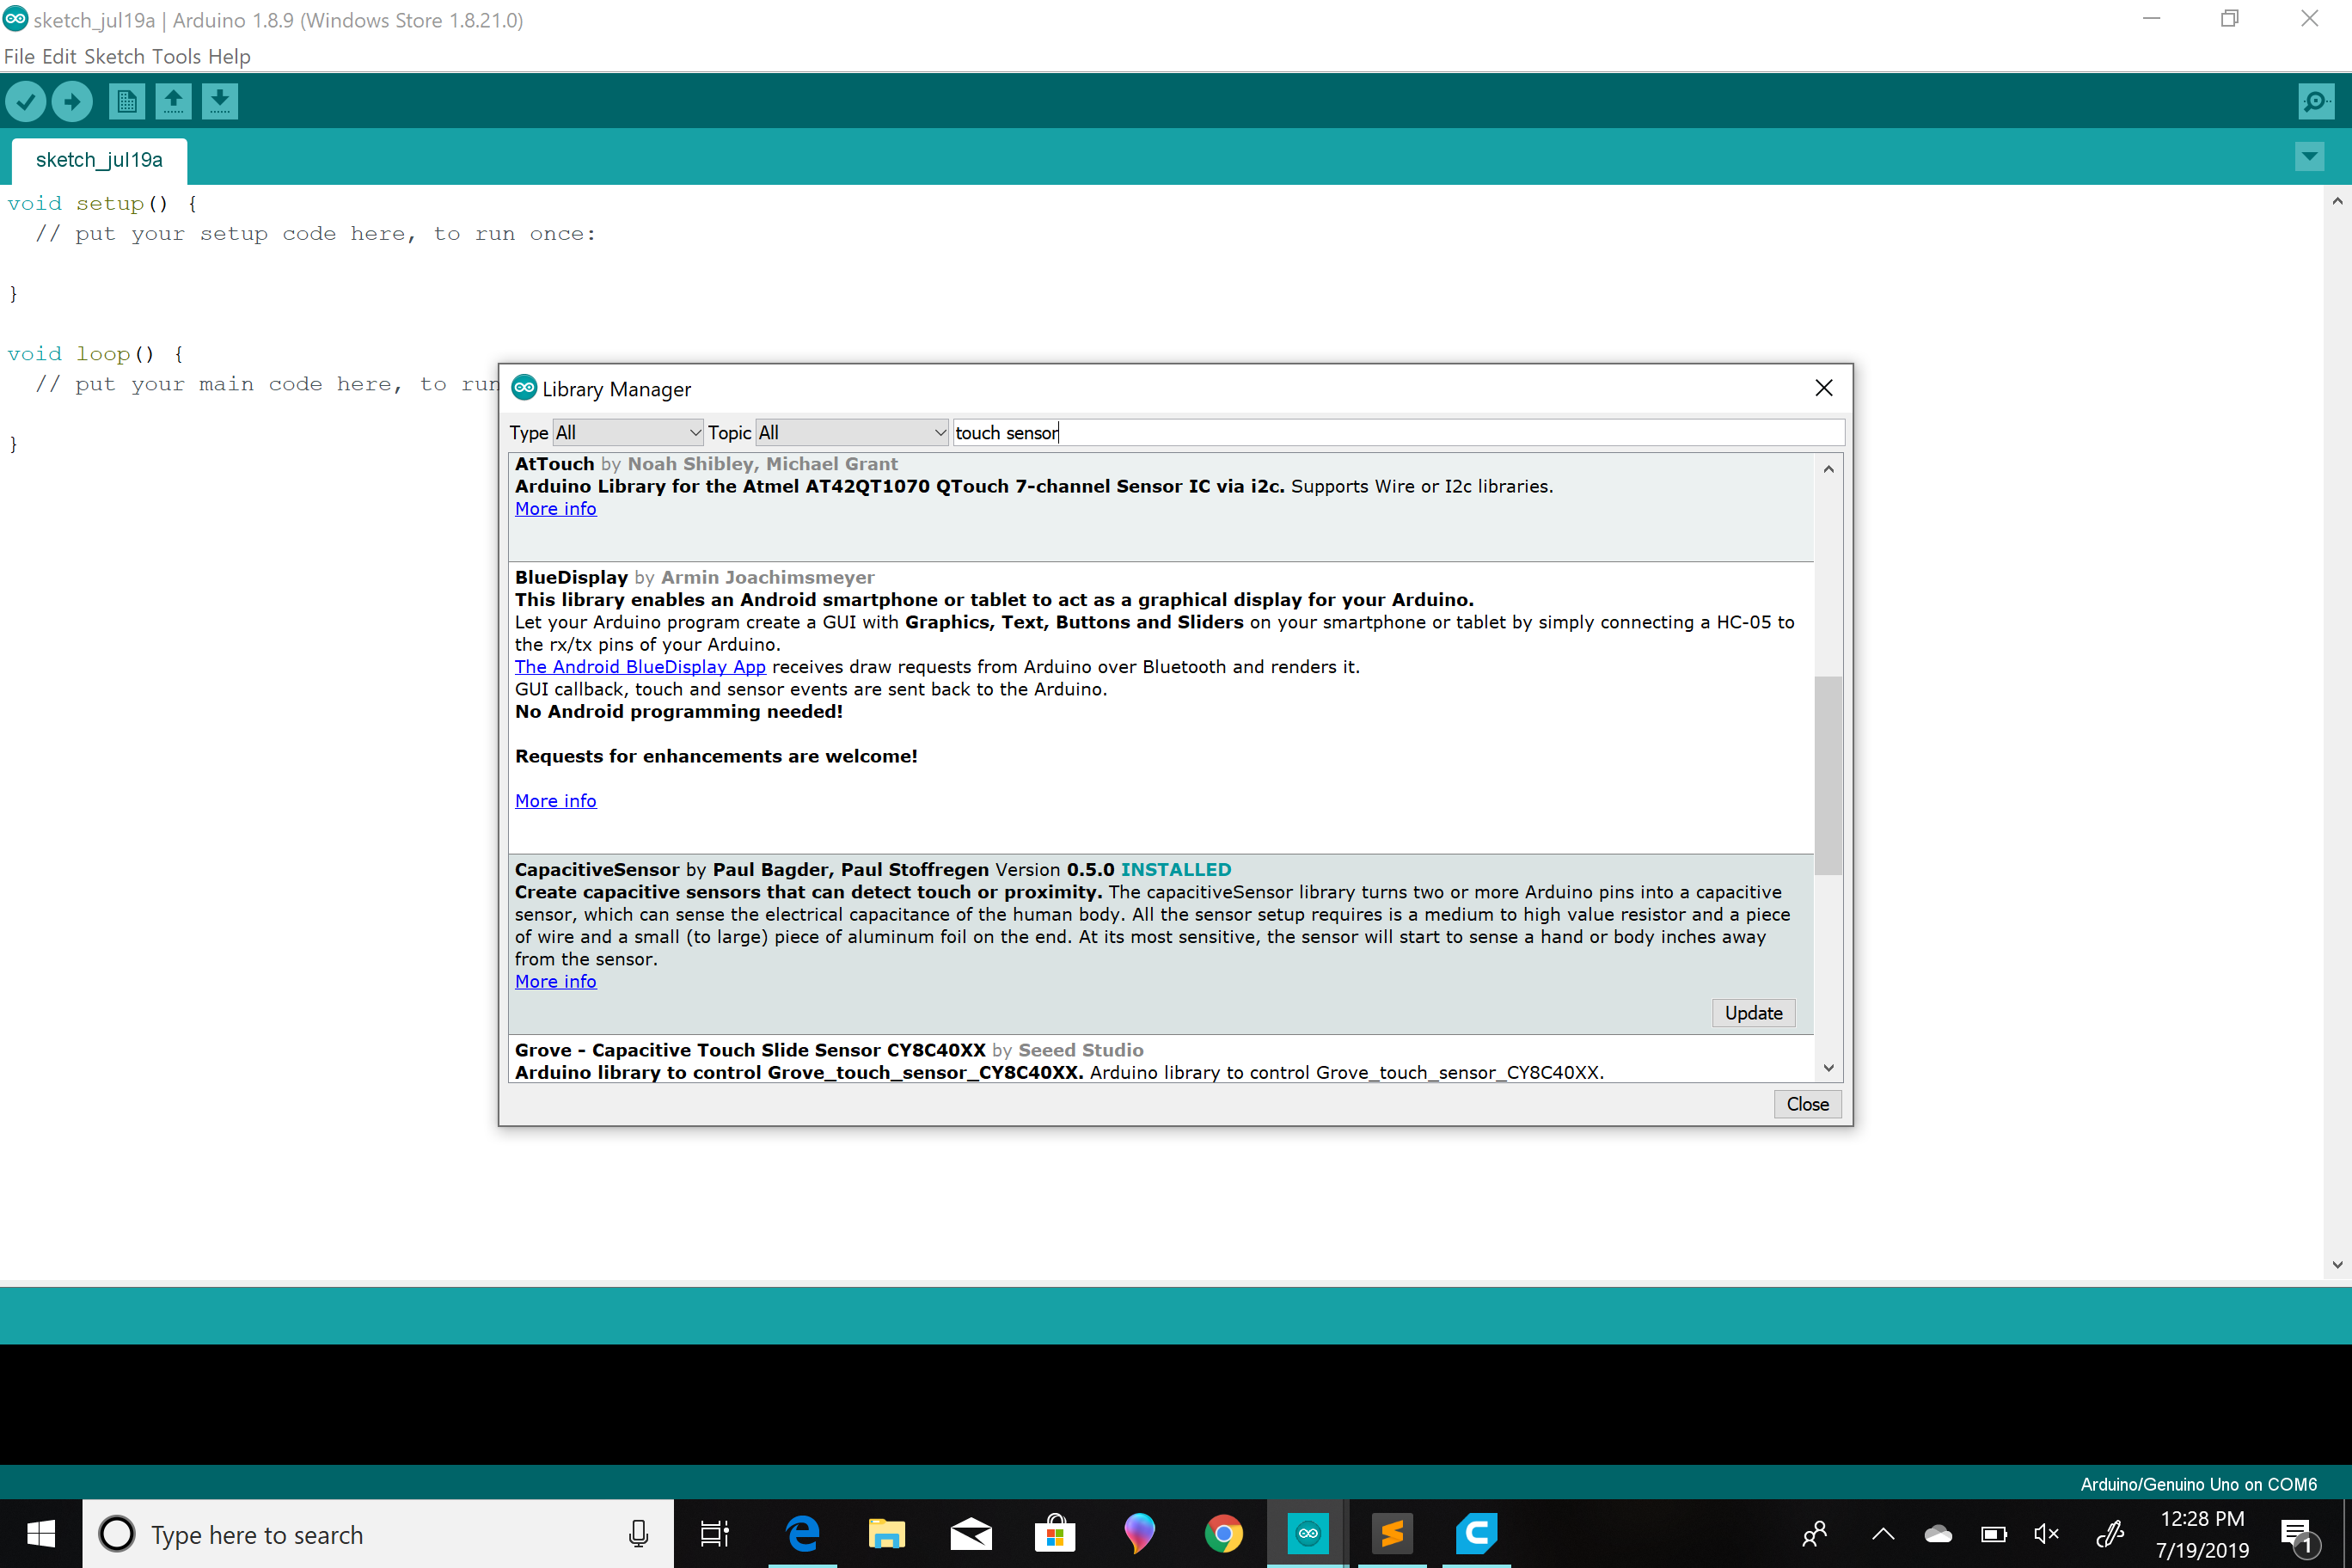 sketch_jul19a | Arduino 1.8.9 (Windows Store 1.8.21.0)
File Edit Sketch Tools Help
sketch_jul19a
void setup() {
// put your setup code here, to run once:
}
void loop() {
// put your main code here, to run
}
Library Manager
Type All Topic All touch sensor
AtTouch by Noah Shibley, Michael Grant
Arduino Library for the Atmel AT42QT1070 QTouch 7-channel Sensor IC via i2c. Supports Wire or I2c libraries.
More info
BlueDisplay by Armin Joachimsmeyer
This library enables an Android smartphone or tablet to act as a graphical display for your Arduino.
Let your Arduino program create a GUI with Graphics, Text, Buttons and Sliders on your smartphone or tablet by simply connecting a HC-05 to
the rx/tx pins of your Arduino.
The Android BlueDisplay App receives draw requests from Arduino over Bluetooth and renders it.
GUI callback, touch and sensor events are sent back to the Arduino.
No Android programming needed!
Requests for enhancements are welcome!
More info
CapacitiveSensor by Paul Bagder, Paul Stoffregen Version 0.5.0 INSTALLED
Create capacitive sensors that can detect touch or proximity. The capacitiveSensor library turns two or more Arduino pins into a capacitive
sensor, which can sense the electrical capacitance of the human body. All the sensor setup requires is a medium to high value resistor and a piece
of wire and a small (to large) piece of aluminum foil on the end. At its most sensitive, the sensor will start to sense a hand or body inches away
from the sensor.
More info
Update
Grove - Capacitive Touch Slide Sensor CY8C40XX by Seeed Studio
Arduino library to control Grove_touch_sensor_CY8C40XX. Arduino library to control Grove_touch_sensor_CY8C40XX.
Close
Arduino/Genuino Uno on COM6
Type here to search
12:28 PM
7/19/2019
1